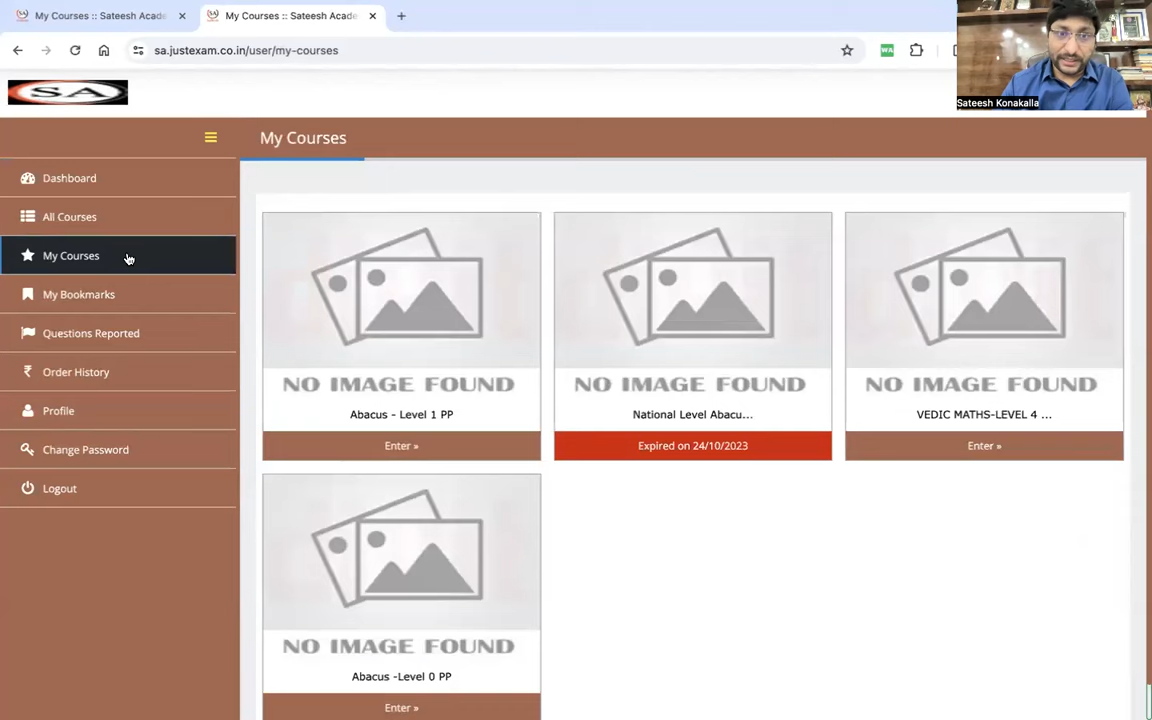 My Courses :: Sateesh Acade
My Courses :: Sateesh Acade
sa.justexam.co.in/user/my-courses
WA
Sateesh Konakalla
SA
My Courses
Dashboard
All Courses
My Courses
My Bookmarks
Questions Reported
₹ Order History
Profile
Change Password
Logout
NO IMAGE FOUND
Abacus - Level 1 PP
Enter »
NO IMAGE FOUND
National Level Abacu...
Expired on 24/10/2023
NO IMAGE FOUND
VEDIC MATHS-LEVEL 4 ...
Enter »
NO IMAGE FOUND
Abacus -Level 0 PP
Enter »